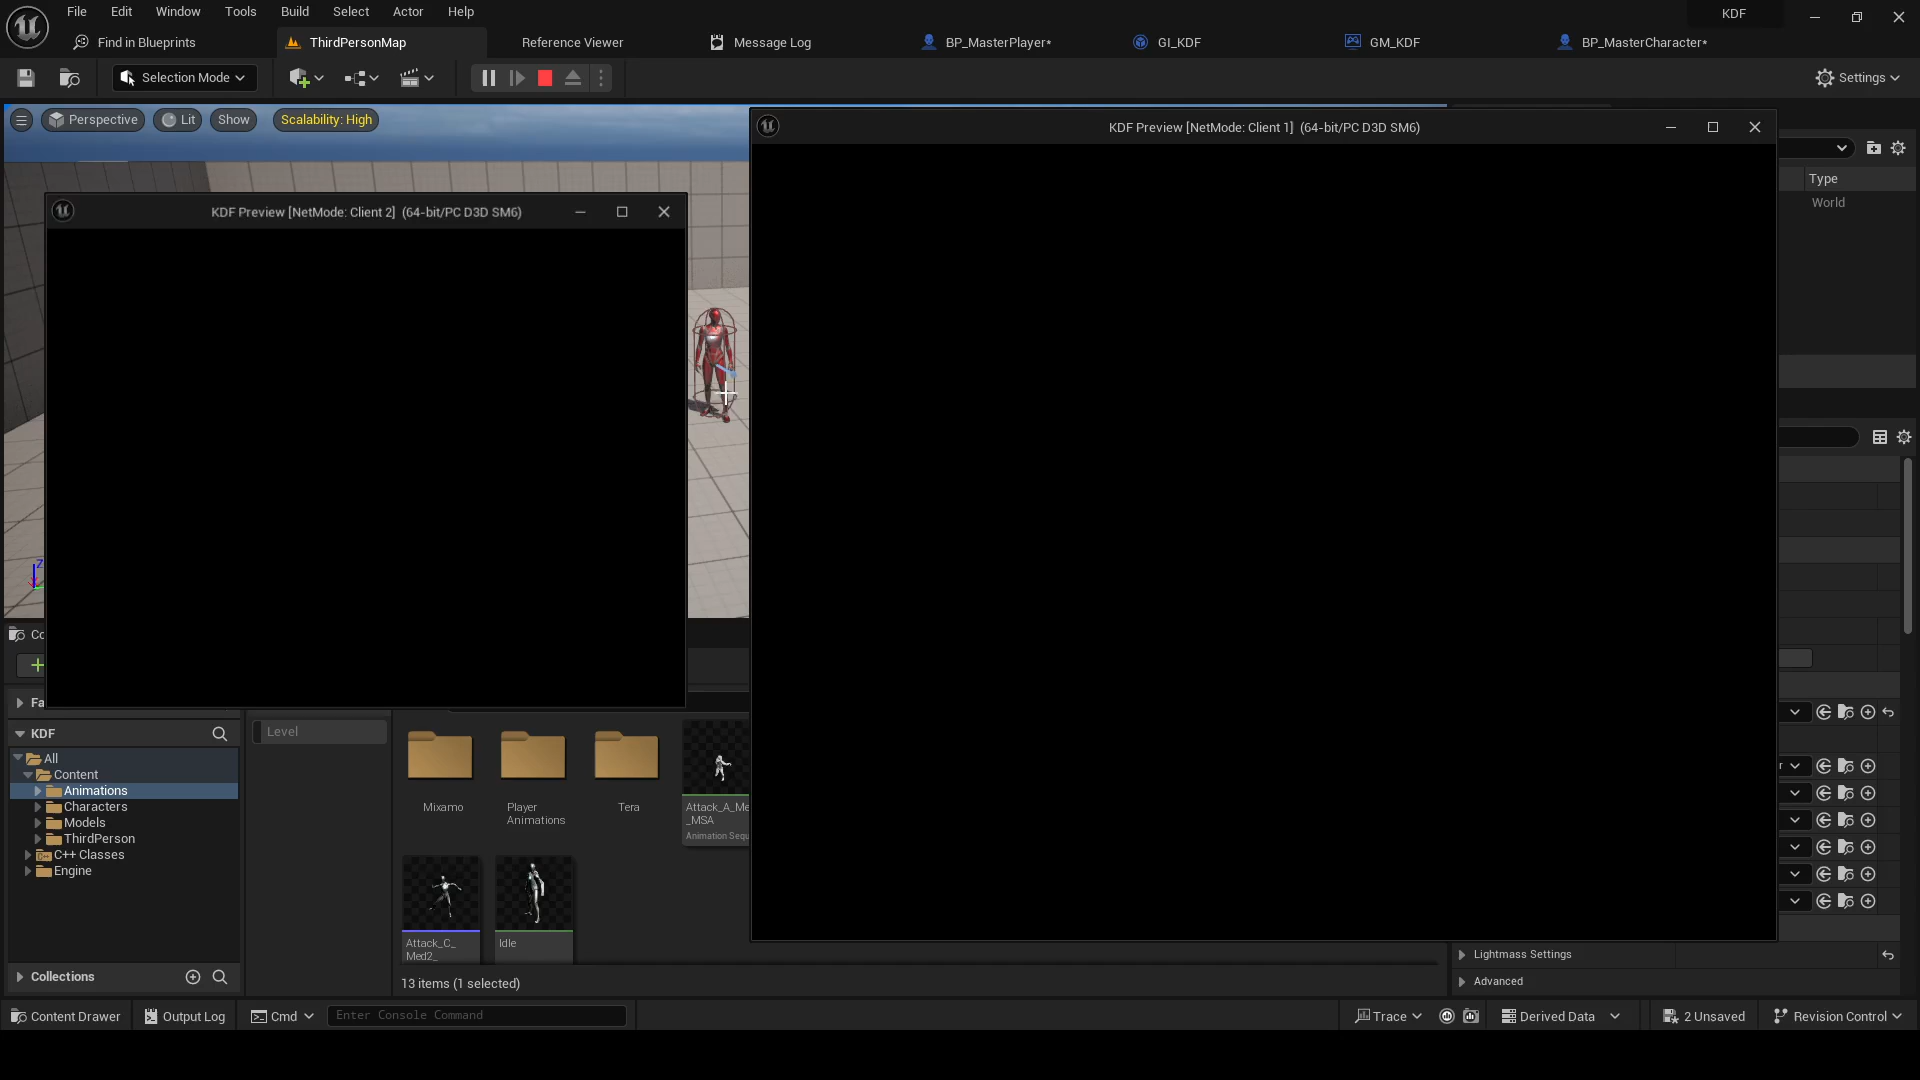 File Edit Window Tools Build Select Actor Help
KDF
Find in Blueprints
ThirdPersonMap
Reference Viewer
Message Log
BP_MasterPlayer*
GI_KDF
GM_KDF
BP_MasterCharacter*
Selection Mode
Settings
Perspective
Lit
Show
Scalability: High
KDF Preview [NetMode: Client 1] (64-bit/PC D3D SM6)
Type
World
KDF Preview [NetMode: Client 2] (64-bit/PC D3D SM6)
Z
Co
Fa
KDF
All
Content
Animations
Characters
Models
ThirdPerson
C++ Classes
Engine
Collections
Level
Mixamo
Player
Animations
Tera
Attack_A_Me
_MSA
Animation Sequ
Attack_C_
Med2_
Idle
13 items (1 selected)
r
Lightmass Settings
Advanced
Content Drawer
Output Log
Cmd
Enter Console Command
Trace
Derived Data
2 Unsaved
Revision Control